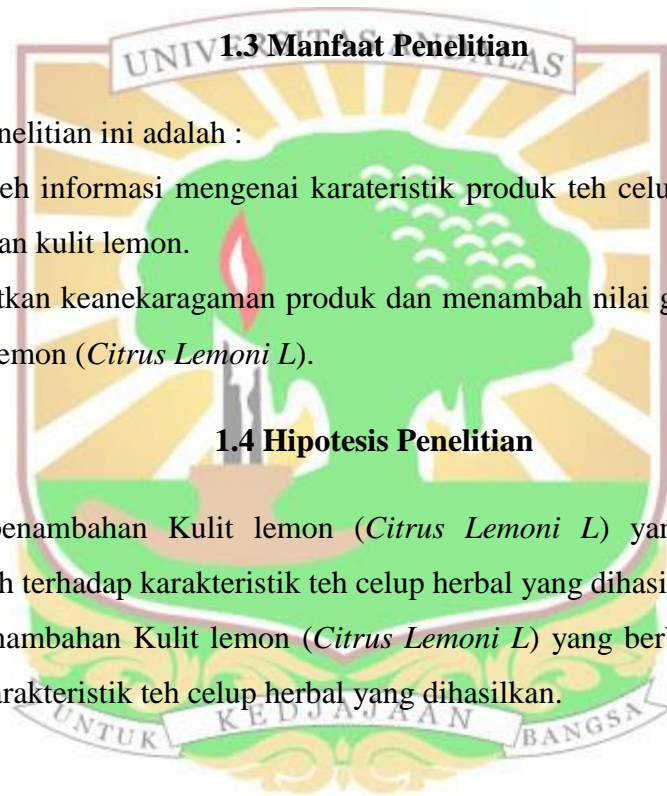 UNIVERSITAS ANDALAS
1.3 Manfaat Penelitian
nelitian ini adalah :
eh informasi mengenai karateristik produk teh celu
an kulit lemon.
tkan keanekaragaman produk dan menambah nilai g
emon (Citrus Lemoni L).
1.4 Hipotesis Penelitian
penambahan Kulit lemon (Citrus Lemoni L) yan
h terhadap karakteristik teh celup herbal yang dihasi
nambahan Kulit lemon (Citrus Lemoni L) yang berb
arakteristik teh celup herbal yang dihasilkan.
UNTUK KEDJAJAAN BANGSA